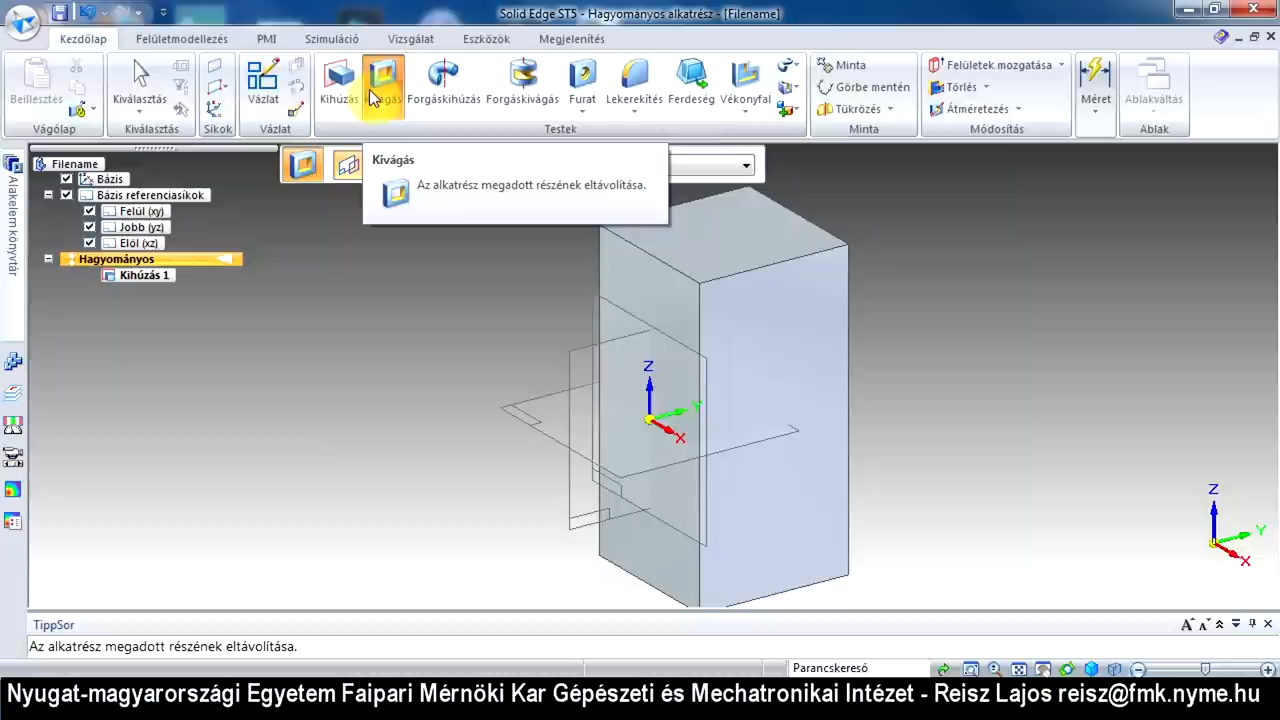 Solid Edge ST5 - Hagyományos alkatrész - [Filename]
Kezdőlap
Felületmodellezés
PMI
Szimuláció
Vizsgálat
Eszközök
Megjelenítés
Beillesztés
Vágólap
Kiválasztás
Kiválasztás
Síkok
Vázlat
Vázlat
Kihúzás
Forgáskihúzás
Forgáskivágás
Furat
Lekerekítés
Ferdeség
Vékonyfal
Testek
Minta
Görbe mentén
Tükrözés
Minta
Felületek mozgatása
Törlés
Átméretezés
Módosítás
Méret
Ablakváltás
Ablak
Kivágás
Az alkatrész megadott részének eltávolítása.
Alakelem könyvtár
Filename
Bázis
Bázis referenciasíkok
Felül (xy)
Jobb (yz)
Elöl (xz)
Hagyományos
Kihúzás 1
Z
Y
X
Z
Y
X
TippSor
Az alkatrész megadott részének eltávolítása.
Parancskereső
Nyugat-magyarországi Egyetem Faipari Mérnöki Kar Gépészeti és Mechatronikai Intézet - Reisz Lajos reisz@fmk.nyme.hu